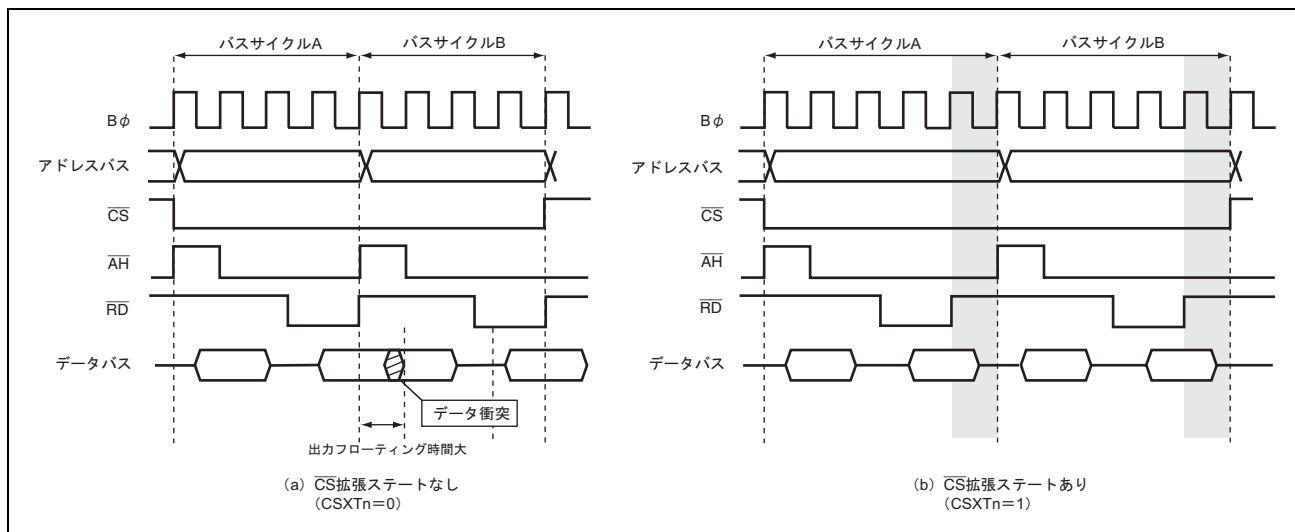 バスサイクルA
バスサイクルB
Bφ
アドレスバス
CS
AH
RD
データバス
データ衝突
出力フローティング時間大
(a) CS拡張ステートなし
(CSXTn=0)
バスサイクルA
バスサイクルB
Bφ
アドレスバス
CS
AH
RD
データバス
(b) CS拡張ステートあり
(CSXTn=1)